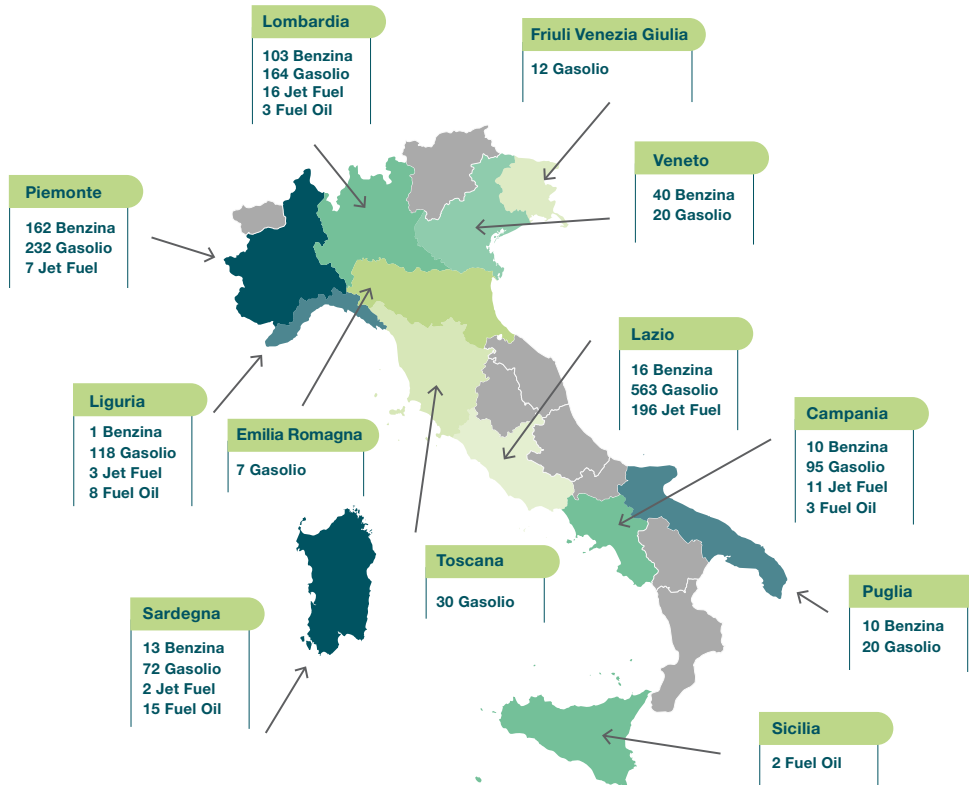 Lombardia
103 Benzina
164 Gasolio
16 Jet Fuel
3 Fuel Oil
Friuli Venezia Giulia
12 Gasolio
Veneto
40 Benzina
20 Gasolio
Piemonte
162 Benzina
232 Gasolio
7 Jet Fuel
Lazio
16 Benzina
563 Gasolio
196 Jet Fuel
Liguria
1 Benzina
118 Gasolio
3 Jet Fuel
8 Fuel Oil
Emilia Romagna
7 Gasolio
Campania
10 Benzina
95 Gasolio
11 Jet Fuel
3 Fuel Oil
Toscana
30 Gasolio
Puglia
10 Benzina
20 Gasolio
Sardegna
13 Benzina
72 Gasolio
2 Jet Fuel
15 Fuel Oil
Sicilia
2 Fuel Oil